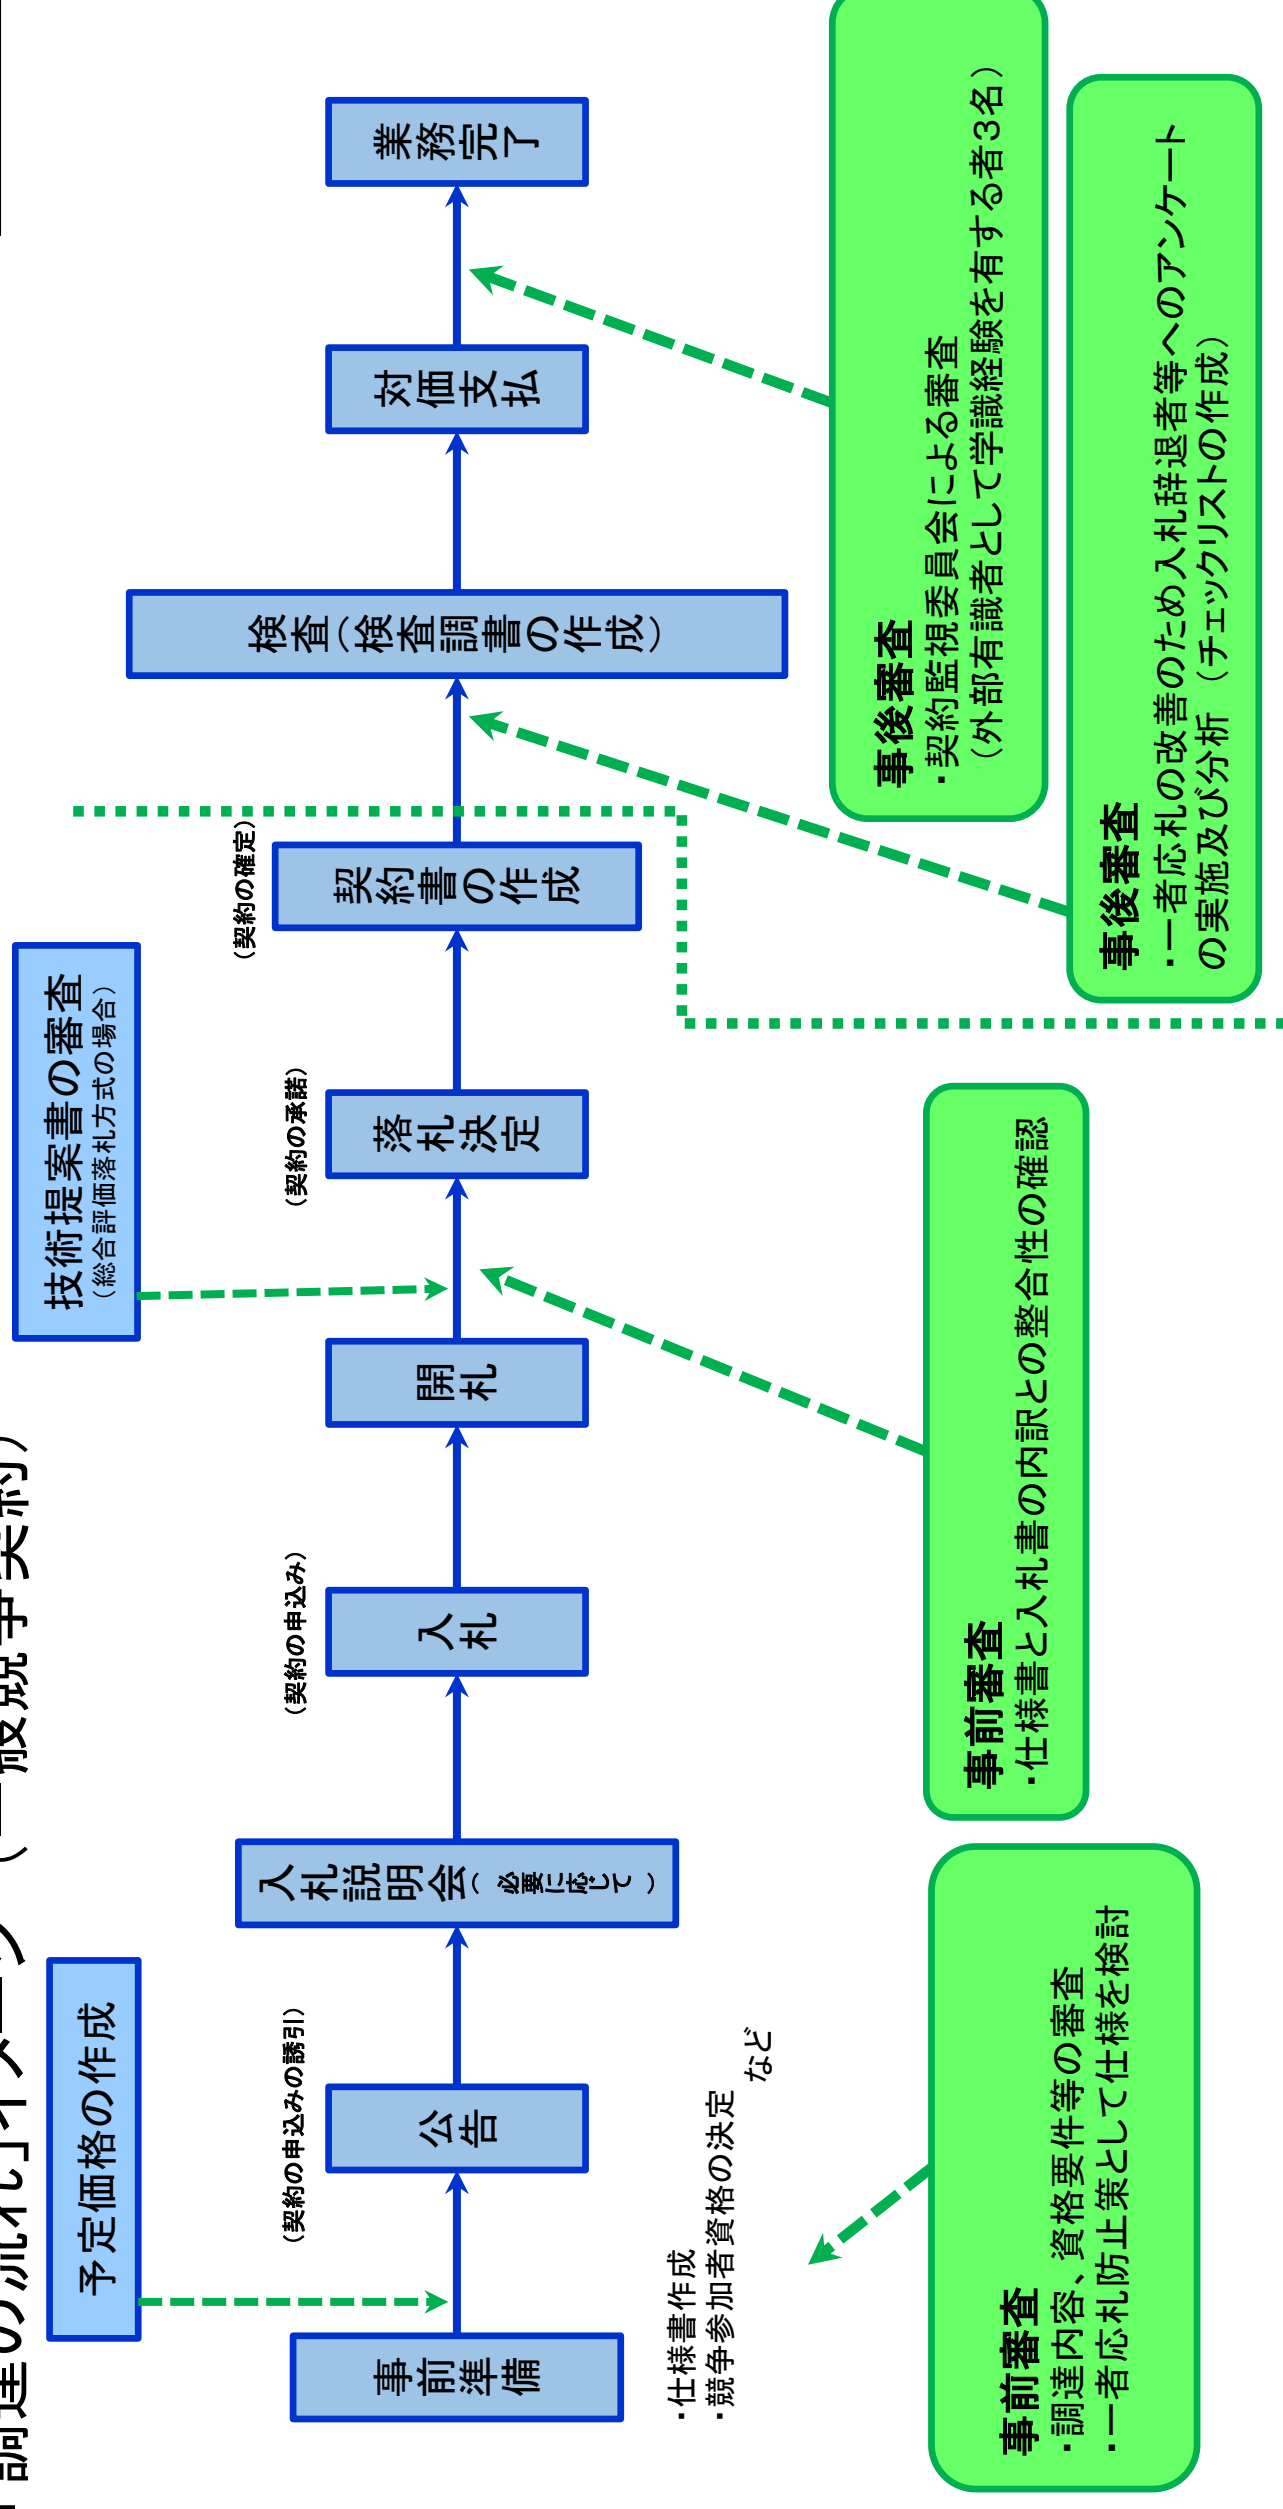 「調達の流れ」イメージ （一般競争契約）
予定価格の作成
技術提案書の審査
（総合評価落札方式の場合）
（契約の申込みの誘引）
（契約の申込み）
（契約の承諾）
（契約の確定）
事前準備
公告
入札説明会（ 必要に応じて ）
入札
開札
落札決定
契約書の作成
検査（検査調書の作成）
対価支払
業務完了
・仕様書作成
・競争参加者資格の決定
など
事前審査
・調達内容、資格要件等の審査
・一者応札防止策として仕様を検討
事前審査
・仕様書と入札書の内訳との整合性の確認
事後審査
・契約監視委員会による審査
（外部有識者として学識経験を有する者３名）
事後審査
・一者応札の改善のため入札辞退者等へのアンケート
の実施及び分析 （チェックリストの作成）